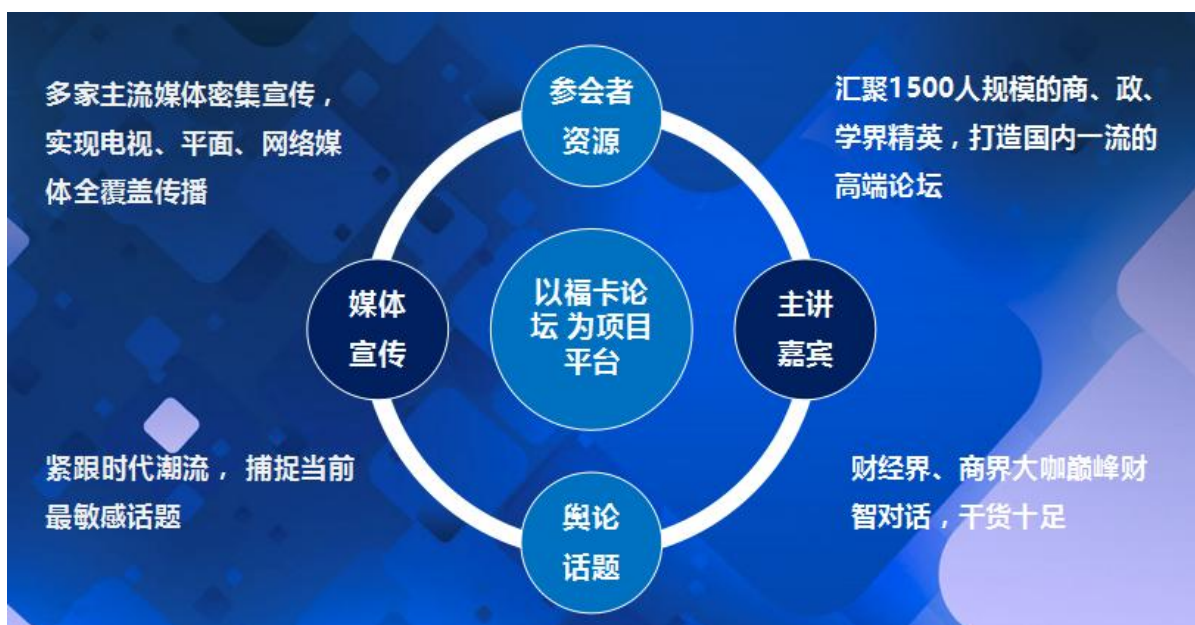 多家主流媒体密集宣传，
实现电视、平面、网络媒
体全覆盖传播
参会者
资源
汇聚1500人规模的商、政、
学界精英，打造国内一流的
高端论坛
媒体
宣传
以福卡论
坛 为项目
平台
主讲
嘉宾
紧跟时代潮流， 捕捉当前
最敏感话题
舆论
话题
财经界、商界大咖巅峰财
智对话，干货十足